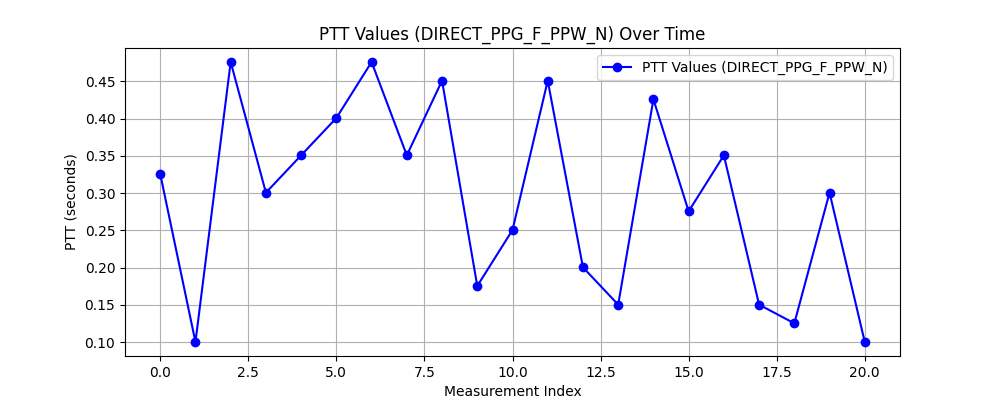 PTT Values (DIRECT_PPG_F_PPW_N) Over Time
PTT Values (DIRECT_PPG_F_PPW_N)
PTT (seconds)
0.45
0.40
0.35
0.30
0.25
0.20
0.15
0.10
0.0 2.5 5.0 7.5 10.0 12.5 15.0 17.5 20.0
Measurement Index